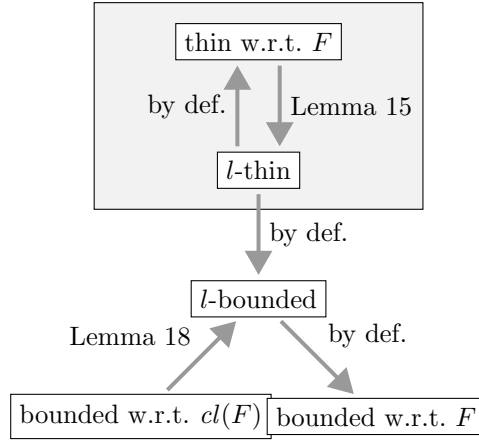 thin w.r.t. F
by def.
Lemma 15
l-thin
by def.
l-bounded
Lemma 18
by def.
bounded w.r.t. cl(F)
bounded w.r.t. F